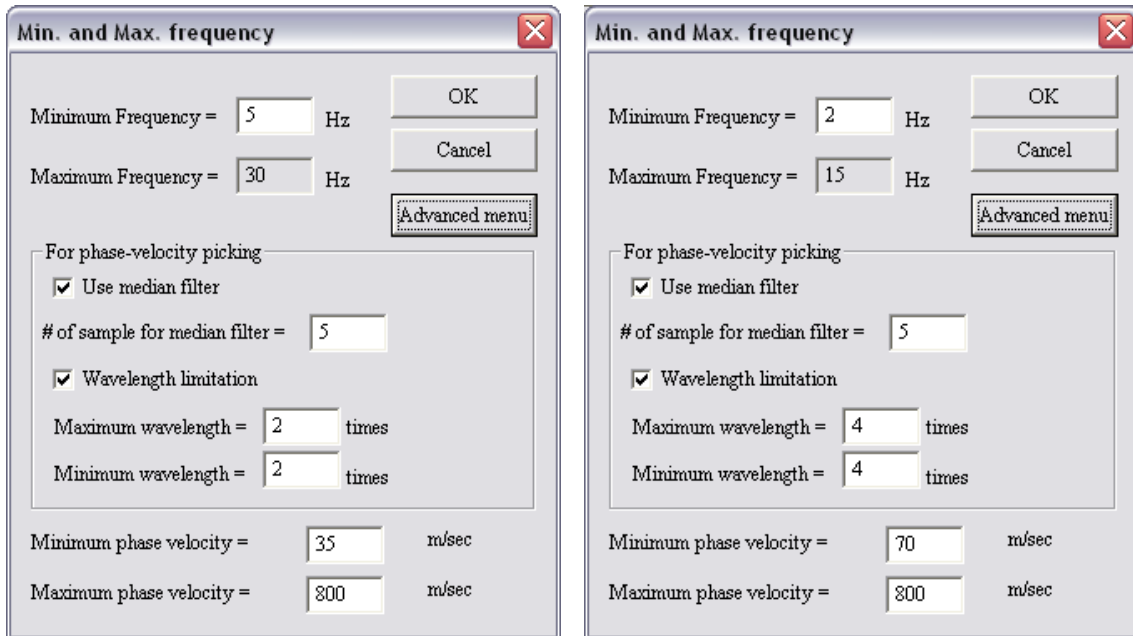 Min. and Max. frequency
Minimum Frequency = 5 Hz
OK
Cancel
Maximum Frequency = 30 Hz
Advanced menu
For phase-velocity picking
Use median filter
# of sample for median filter = 5
Wavelength limitation
Maximum wavelength = 2 times
Minimum wavelength = 2 times
Minimum phase velocity = 35 m/sec
Maximum phase velocity = 800 m/sec
Min. and Max. frequency
Minimum Frequency = 2 Hz
OK
Cancel
Maximum Frequency = 15 Hz
Advanced menu
For phase-velocity picking
Use median filter
# of sample for median filter = 5
Wavelength limitation
Maximum wavelength = 4 times
Minimum wavelength = 4 times
Minimum phase velocity = 70 m/sec
Maximum phase velocity = 800 m/sec